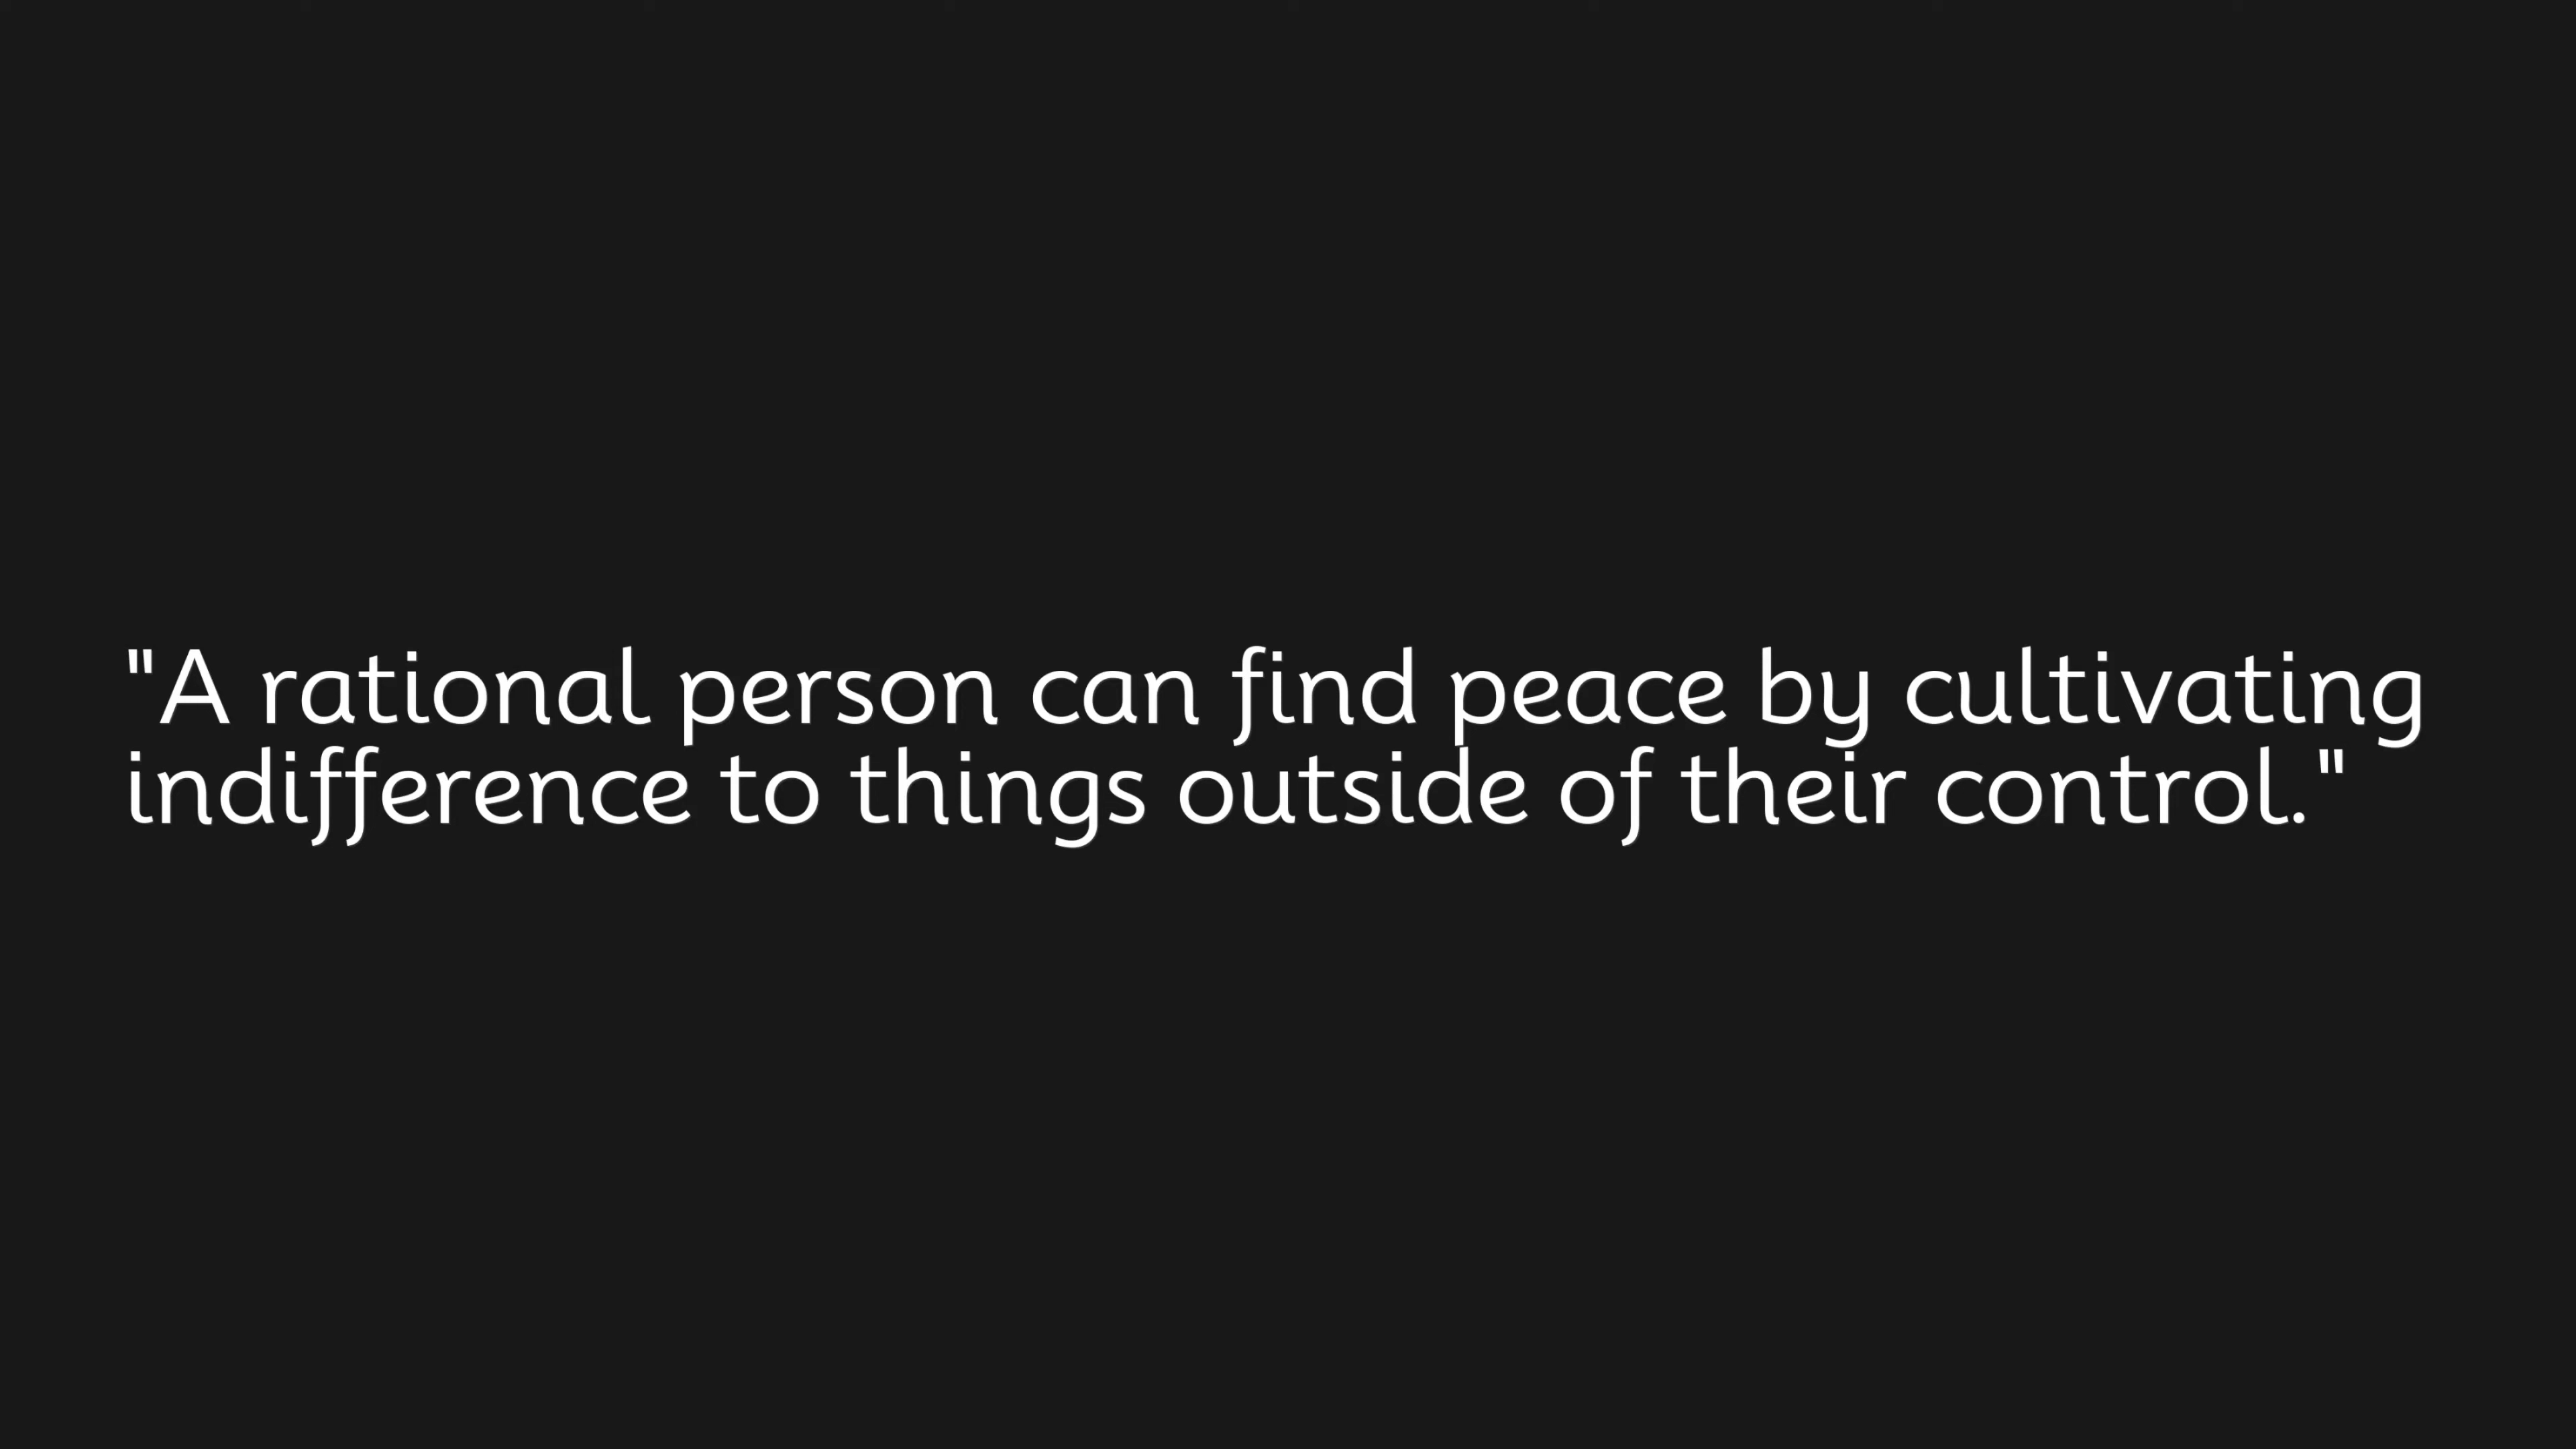 "A rational person can find peace by cultivating
indifference to things outside of their control."